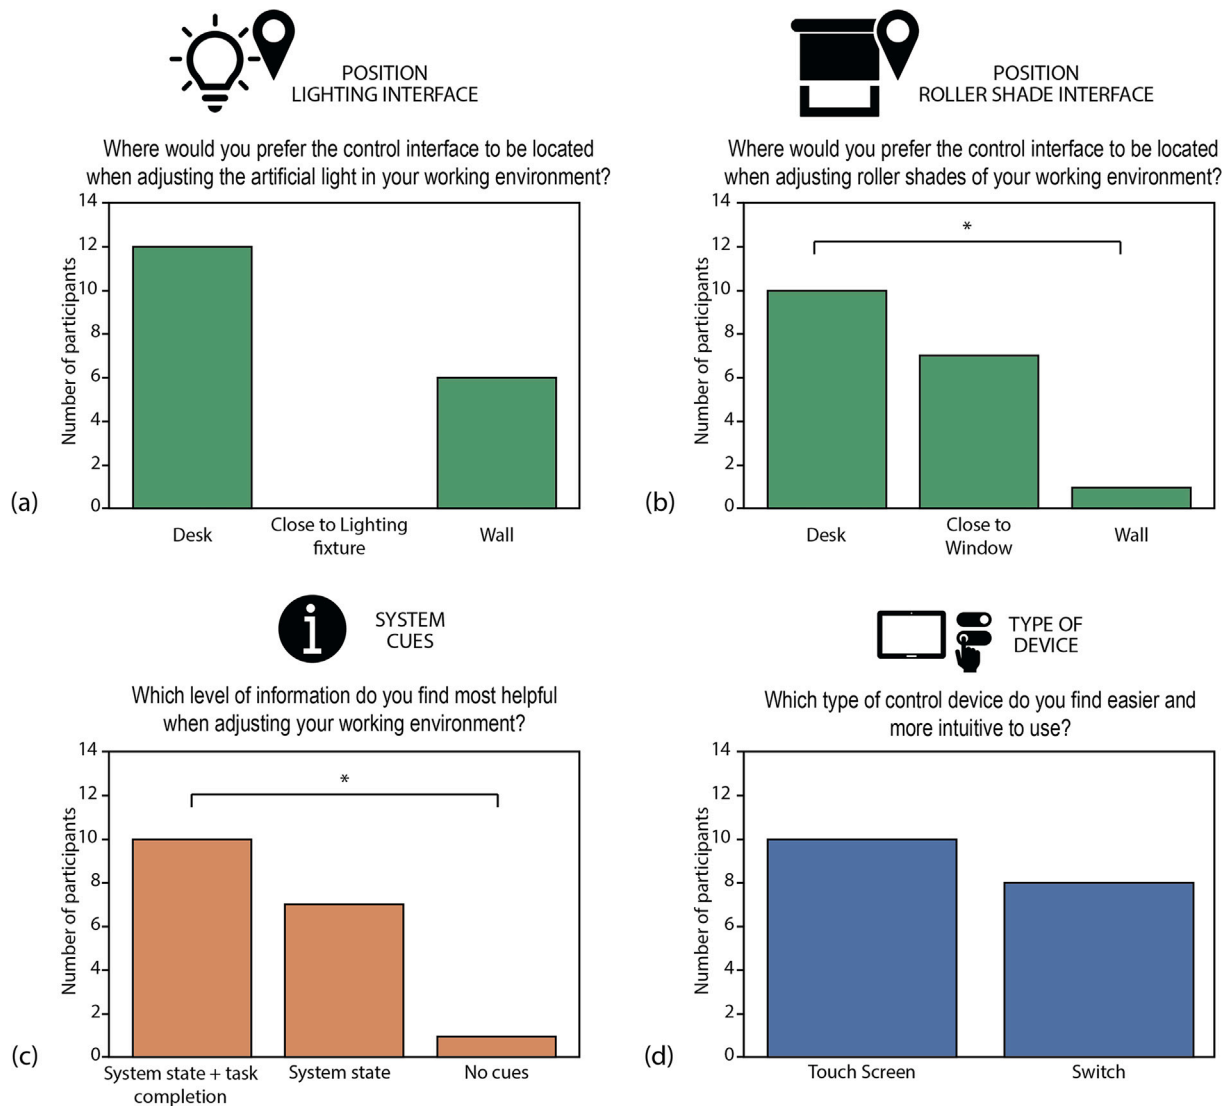 POSITION
LIGHTING INTERFACE
Where would you prefer the control interface to be located
when adjusting the artificial light in your working environment?
14
12
10
8
6
4
2
0
Number of participants
Desk
Close to Lighting
fixture
Wall
(a)
POSITION
ROLLER SHADE INTERFACE
Where would you prefer the control interface to be located
when adjusting roller shades of your working environment?
14
12
10
8
6
4
2
0
Number of participants
*
Desk
Close to
Window
Wall
(b)
i
SYSTEM
CUES
Which level of information do you find most helpful
when adjusting your working environment?
14
12
10
8
6
4
2
0
Number of participants
*
System state + task
completion
System state
No cues
(c)
TYPE OF
DEVICE
Which type of control device do you find easier and
more intuitive to use?
14
12
10
8
6
4
2
0
Number of participants
Touch Screen
Switch
(d)